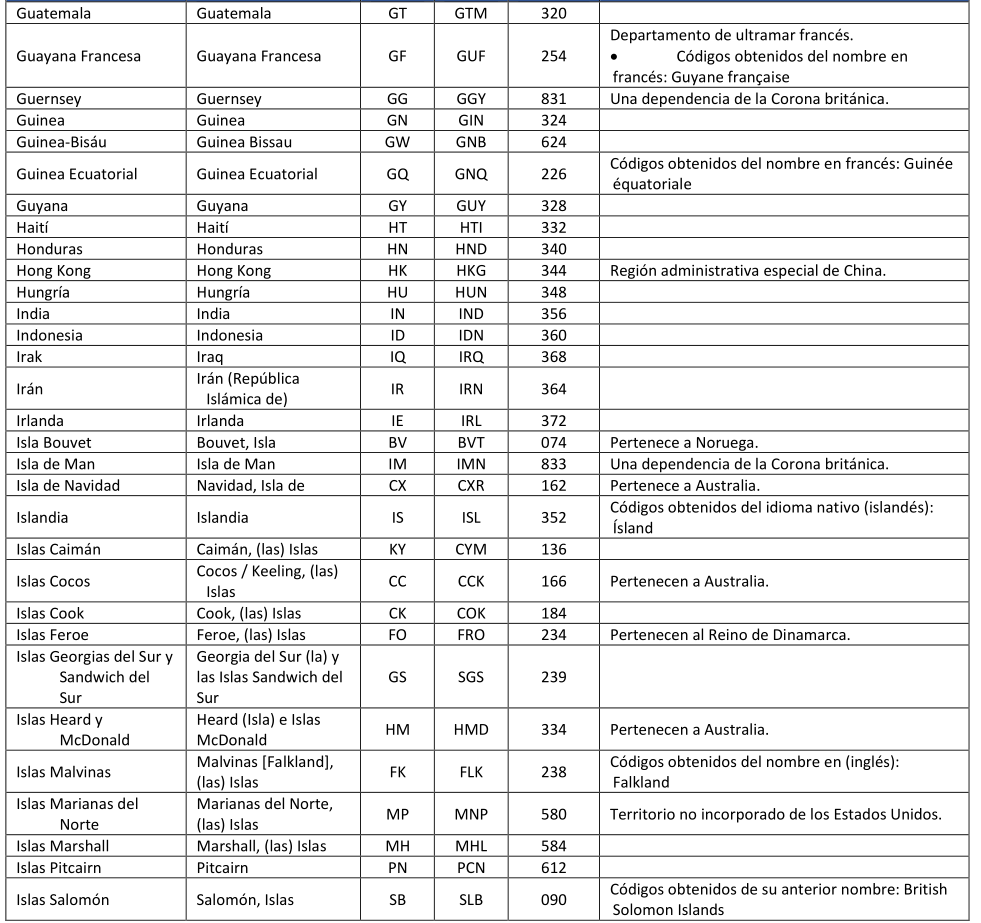 Guatemala Guatemala GT GTM 320
Guayana Francesa Guayana Francesa GF GUF 254 Departamento de ultramar francés.
• Códigos obtenidos del nombre en
francés: Guyane française
Guernsey Guernsey GG GGY 831 Una dependencia de la Corona británica.
Guinea Guinea GN GIN 324
Guinea-Bisáu Guinea Bissau GW GNB 624
Guinea Ecuatorial Guinea Ecuatorial GQ GNQ 226 Códigos obtenidos del nombre en francés: Guinée
équatoriale
Guyana Guyana GY GUY 328
Haití Haití HT HTI 332
Honduras Honduras HN HND 340
Hong Kong Hong Kong HK HKG 344 Región administrativa especial de China.
Hungría Hungría HU HUN 348
India India IN IND 356
Indonesia Indonesia ID IDN 360
Irak Iraq IQ IRQ 368
Irán Irán (República
Islámica de) IR IRN 364
Irlanda Irlanda IE IRL 372
Isla Bouvet Bouvet, Isla BV BVT 074 Pertenece a Noruega.
Isla de Man Isla de Man IM IMN 833 Una dependencia de la Corona británica.
Isla de Navidad Navidad, Isla de CX CXR 162 Pertenece a Australia.
Islandia Islandia IS ISL 352 Códigos obtenidos del idioma nativo (islandés):
Ísland
Islas Caimán Caimán, (las) Islas KY CYM 136
Islas Cocos Cocos / Keeling, (las)
Islas CC CCK 166 Pertenecen a Australia.
Islas Cook Cook, (las) Islas CK COK 184
Islas Feroe Feroe, (las) Islas FO FRO 234 Pertenecen al Reino de Dinamarca.
Islas Georgias del Sur y
Sandwich del
Sur Georgia del Sur (la) y
las Islas Sandwich del
Sur GS SGS 239
Islas Heard y
McDonald Heard (Isla) e Islas
McDonald HM HMD 334 Pertenecen a Australia.
Islas Malvinas Malvinas [Falkland],
(las) Islas FK FLK 238 Códigos obtenidos del nombre en (inglés):
Falkland
Islas Marianas del
Norte Marianas del Norte,
(las) Islas MP MNP 580 Territorio no incorporado de los Estados Unidos.
Islas Marshall Marshall, (las) Islas MH MHL 584
Islas Pitcairn Pitcairn PN PCN 612
Islas Salomón Salomón, Islas SB SLB 090 Códigos obtenidos de su anterior nombre: British
Solomon Islands